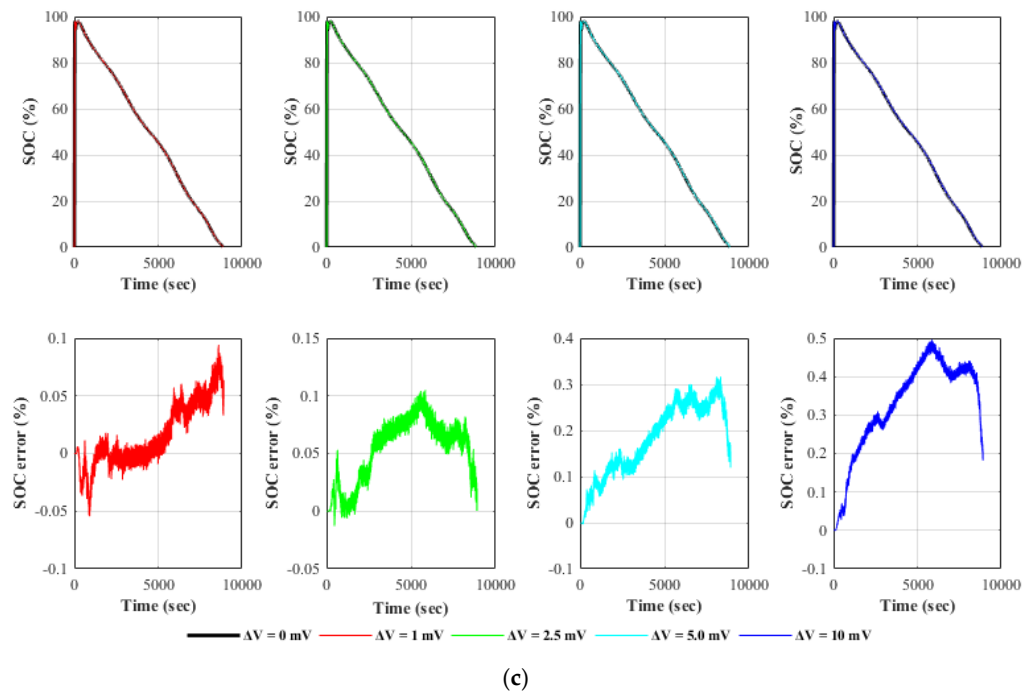 100
80
60
40
20
0
SOC (%)
0 5000 10000
Time (sec)
100
80
60
40
20
0
SOC (%)
0 5000 10000
Time (sec)
100
80
60
40
20
0
SOC (%)
0 5000 10000
Time (sec)
100
80
60
40
20
0
SOC (%)
0 5000 10000
Time (sec)
0.1
0.05
0
-0.05
-0.1
SOC error (%)
0 5000 10000
Time (sec)
0.15
0.1
0.05
0
-0.05
SOC error (%)
0 5000 10000
Time (sec)
0.4
0.3
0.2
0.1
0
-0.1
SOC error (%)
0 5000 10000
Time (sec)
0.5
0.4
0.3
0.2
0.1
0
-0.1
SOC error (%)
0 5000 10000
Time (sec)
ΔV = 0 mV ΔV = 1 mV ΔV = 2.5 mV ΔV = 5.0 mV ΔV = 10 mV
(c)